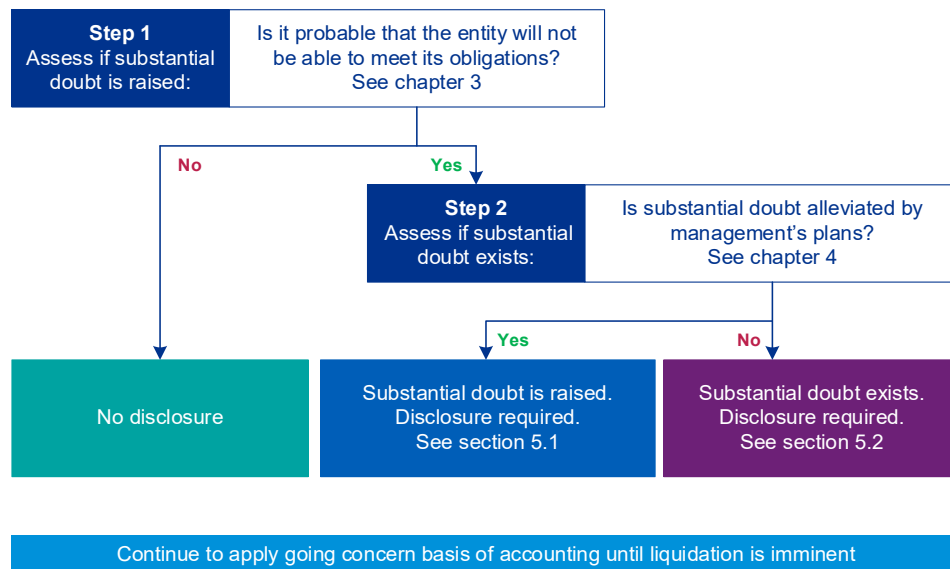 Step 1
Assess if substantial
doubt is raised:
Is it probable that the entity will not
be able to meet its obligations?
See chapter 3
No
Yes
Step 2
Assess if substantial
doubt exists:
Is substantial doubt alleviated by
management’s plans?
See chapter 4
Yes
No
No disclosure
Substantial doubt is raised.
Disclosure required.
See section 5.1
Substantial doubt exists.
Disclosure required.
See section 5.2
Continue to apply going concern basis of accounting until liquidation is imminent